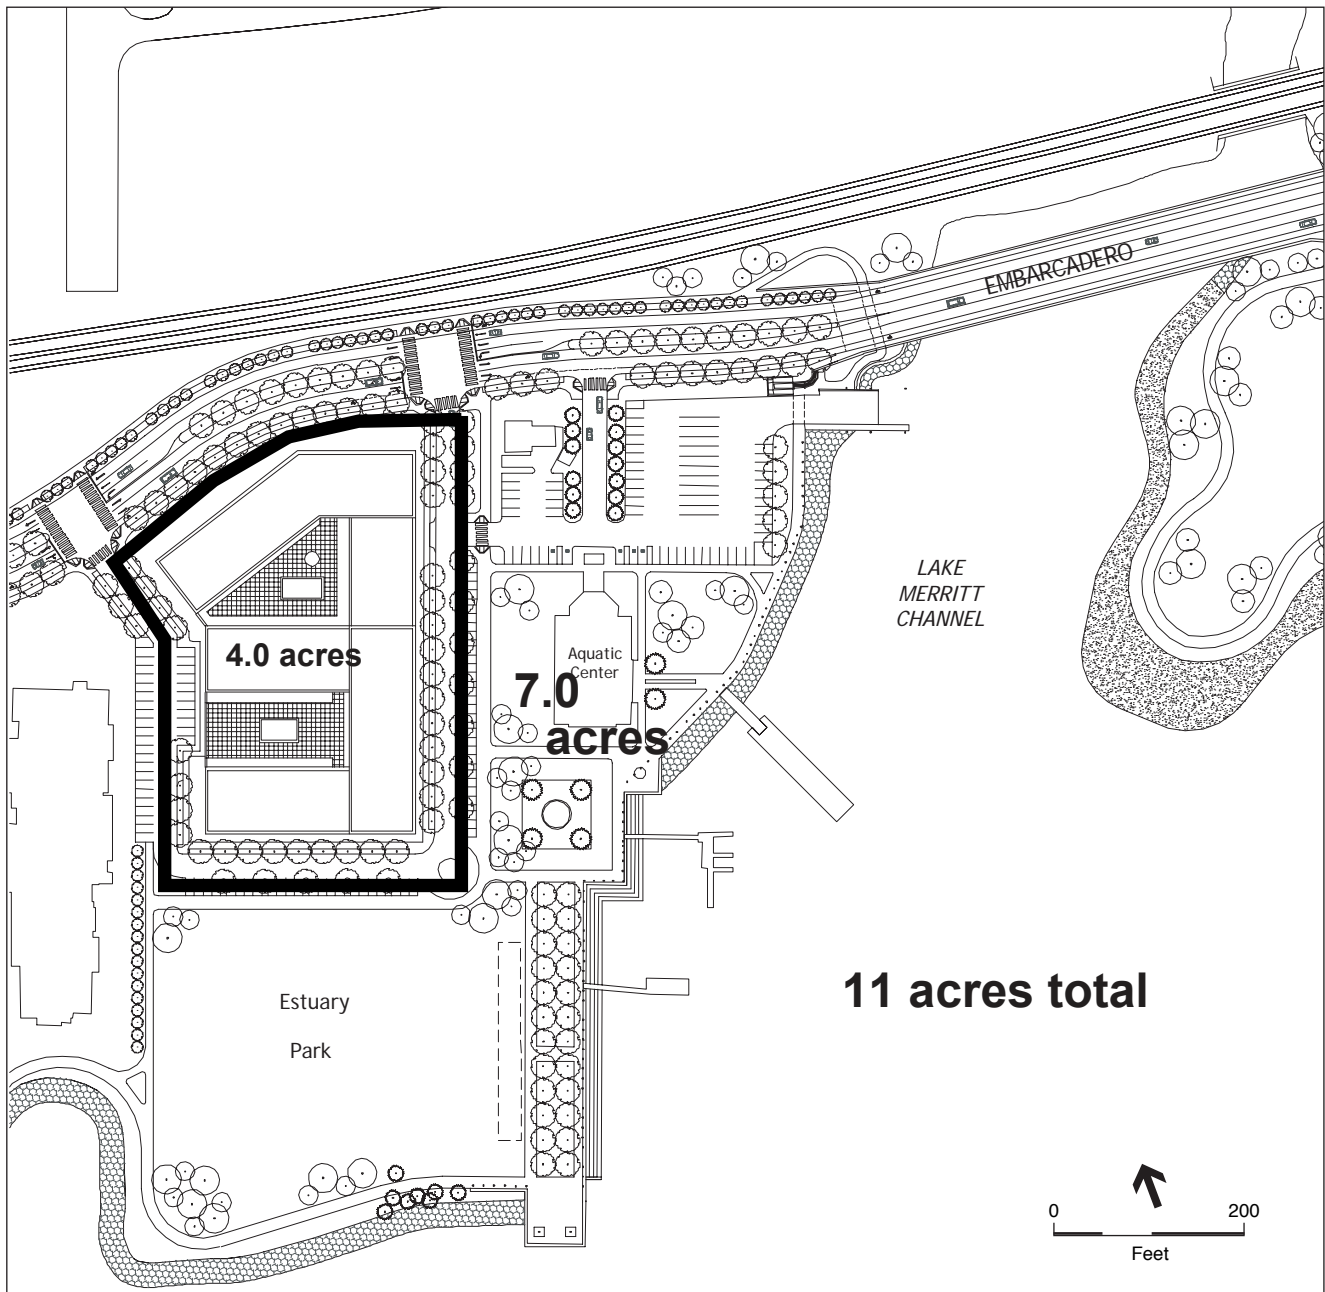 EMBARCADERO
LAKE
MERRITT
CHANNEL
4.0 acres
Aquatic
Center
7.0
acres
11 acres total
Estuary
Park
0 200
Feet